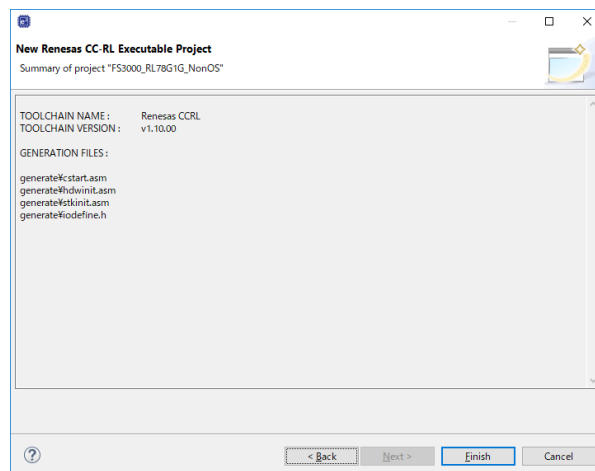 New Renesas CC-RL Executable Project
Summary of project "FS3000_RL78G1G_NonOS"
TOOLCHAIN NAME : Renesas CCRL
TOOLCHAIN VERSION : v1.10.00
GENERATION FILES :
generate¥cstart.asm
generate¥hdwinit.asm
generate¥stkinit.asm
generate¥iodefine.h
? < Back Next > Finish Cancel